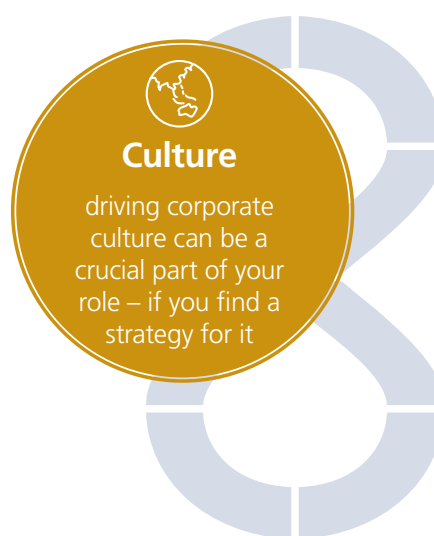 Culture
driving corporate
culture can be a
crucial part of your
role – if you find a
strategy for it